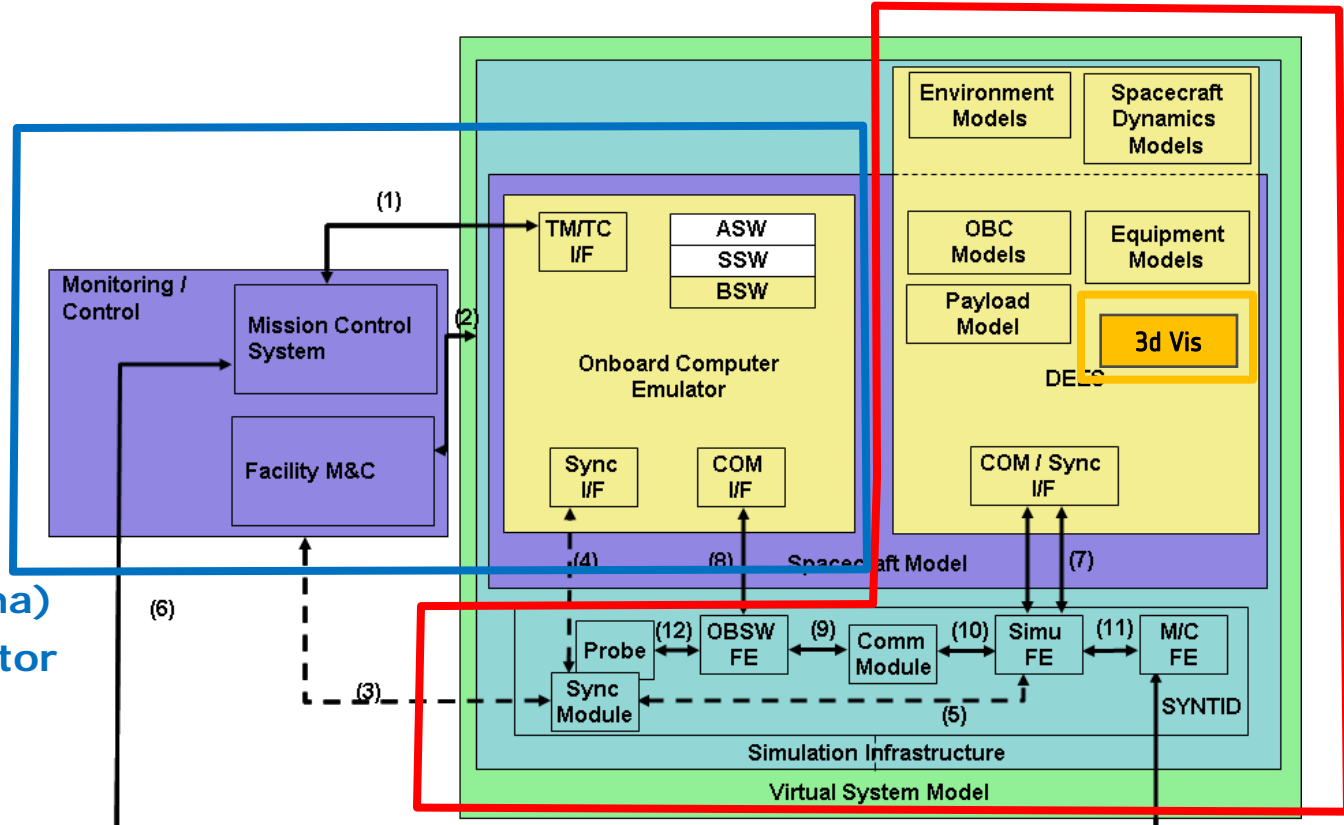 Environment
Models
Spacecraft
Dynamics
Models
(1)
TM/TC
I/F
ASW
SSW
BSW
OBC
Models
Equipment
Models
Monitoring /
Control
Mission Control
System
(2)
Payload
Model
3d Vis
Onboard Computer
Emulator
DEES
Facility M&C
Sync
I/F
COM
I/F
COM / Sync
I/F
(4)
(8)
Spacecraft Model
(7)
na)
tor
(6)
Probe
(12)
OBSW
FE
(9)
Comm
Module
(10)
Simu
FE
(11)
M/C
FE
(3)
Sync
Module
(5)
SYNTID
Simulation Infrastructure
Virtual System Model